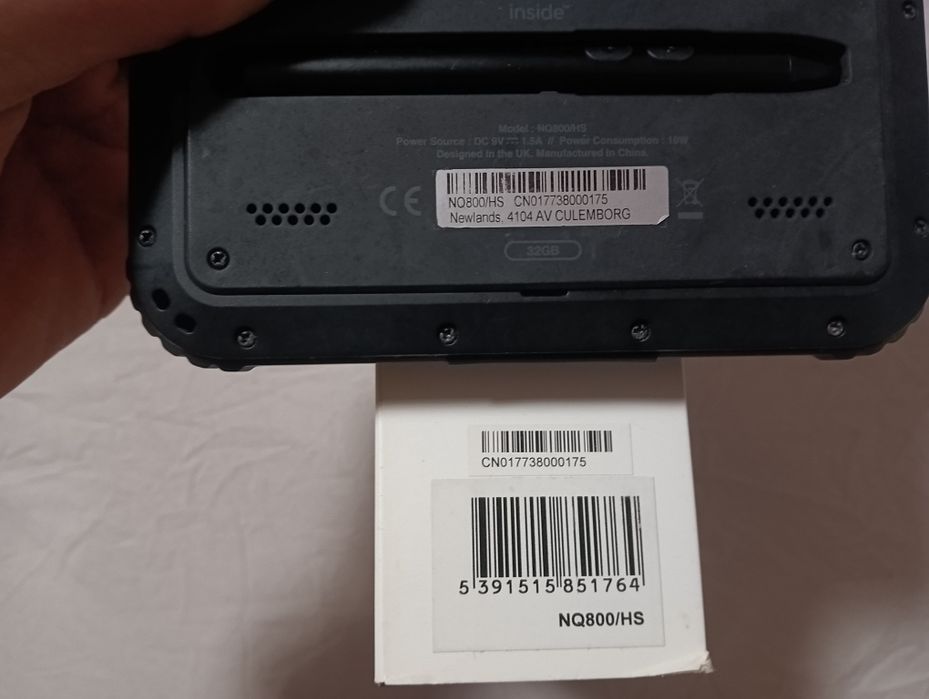 inside™
Model : NQ800/HS
Power Source : DC 9V ⎓ 1.5A // Power Consumption : 10W
Designed in the UK. Manufactured in China.
NQ800/HS CN017738000175
Newlands. 4104 AV CULEMBORG
CE
32GB
CN017738000175
5 391515 851764
NQ800/HS